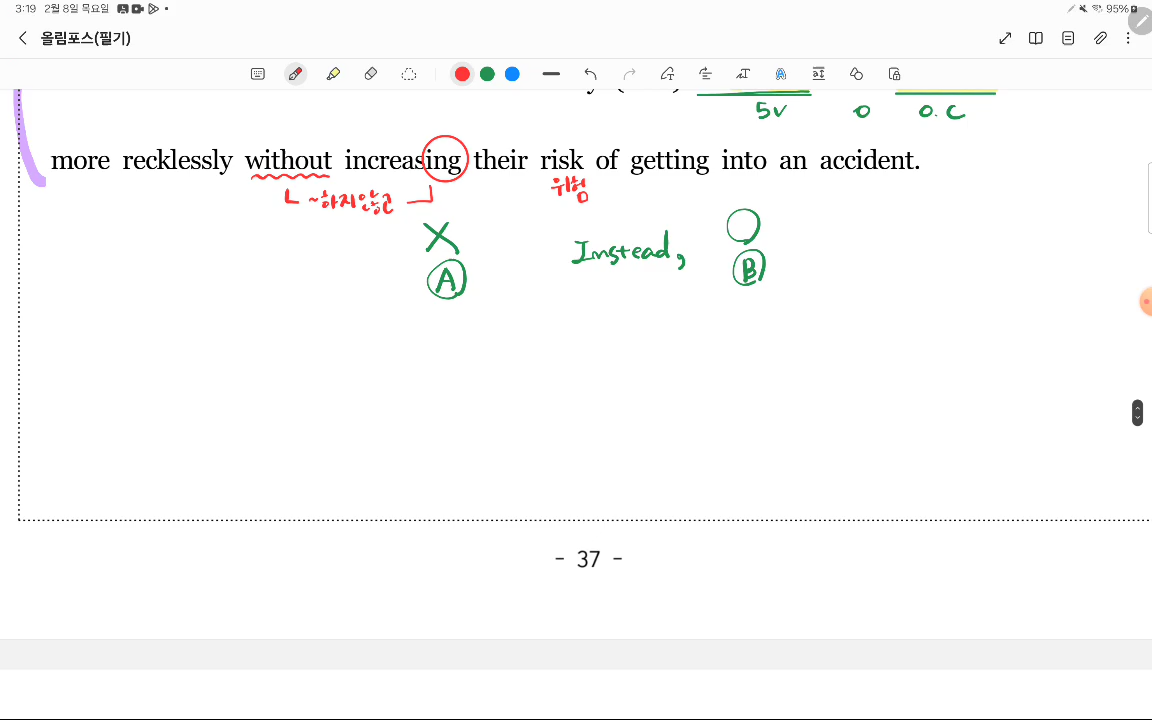 3:19 2월 8일 목요일 95%
올림포스(필기)
5V O O.C
more recklessly without increasing their risk of getting into an accident.
~하지않고 위험
X Instead, O
A B
- 37 -